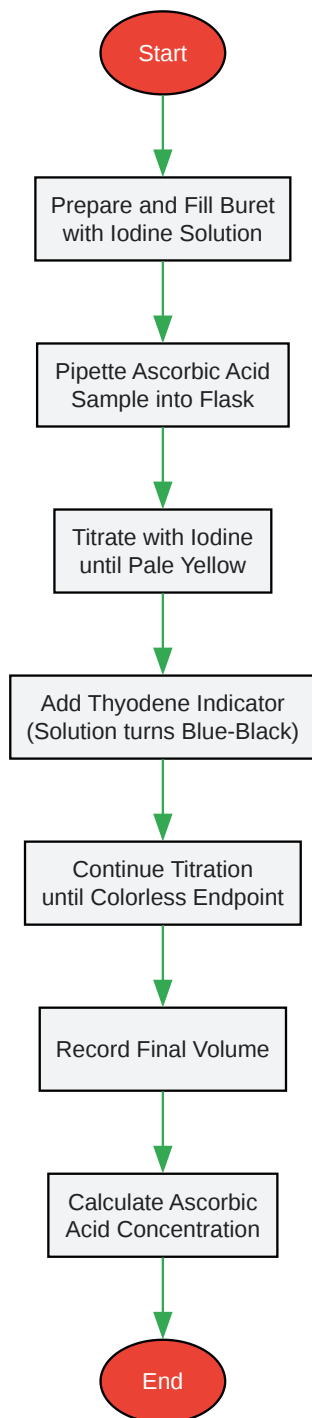 Start
Prepare and Fill Buret
with Iodine Solution
Pipette Ascorbic Acid
Sample into Flask
Titrate with Iodine
until Pale Yellow
Add Thyodene Indicator
(Solution turns Blue-Black)
Continue Titration
until Colorless Endpoint
Record Final Volume
Calculate Ascorbic
Acid Concentration
End